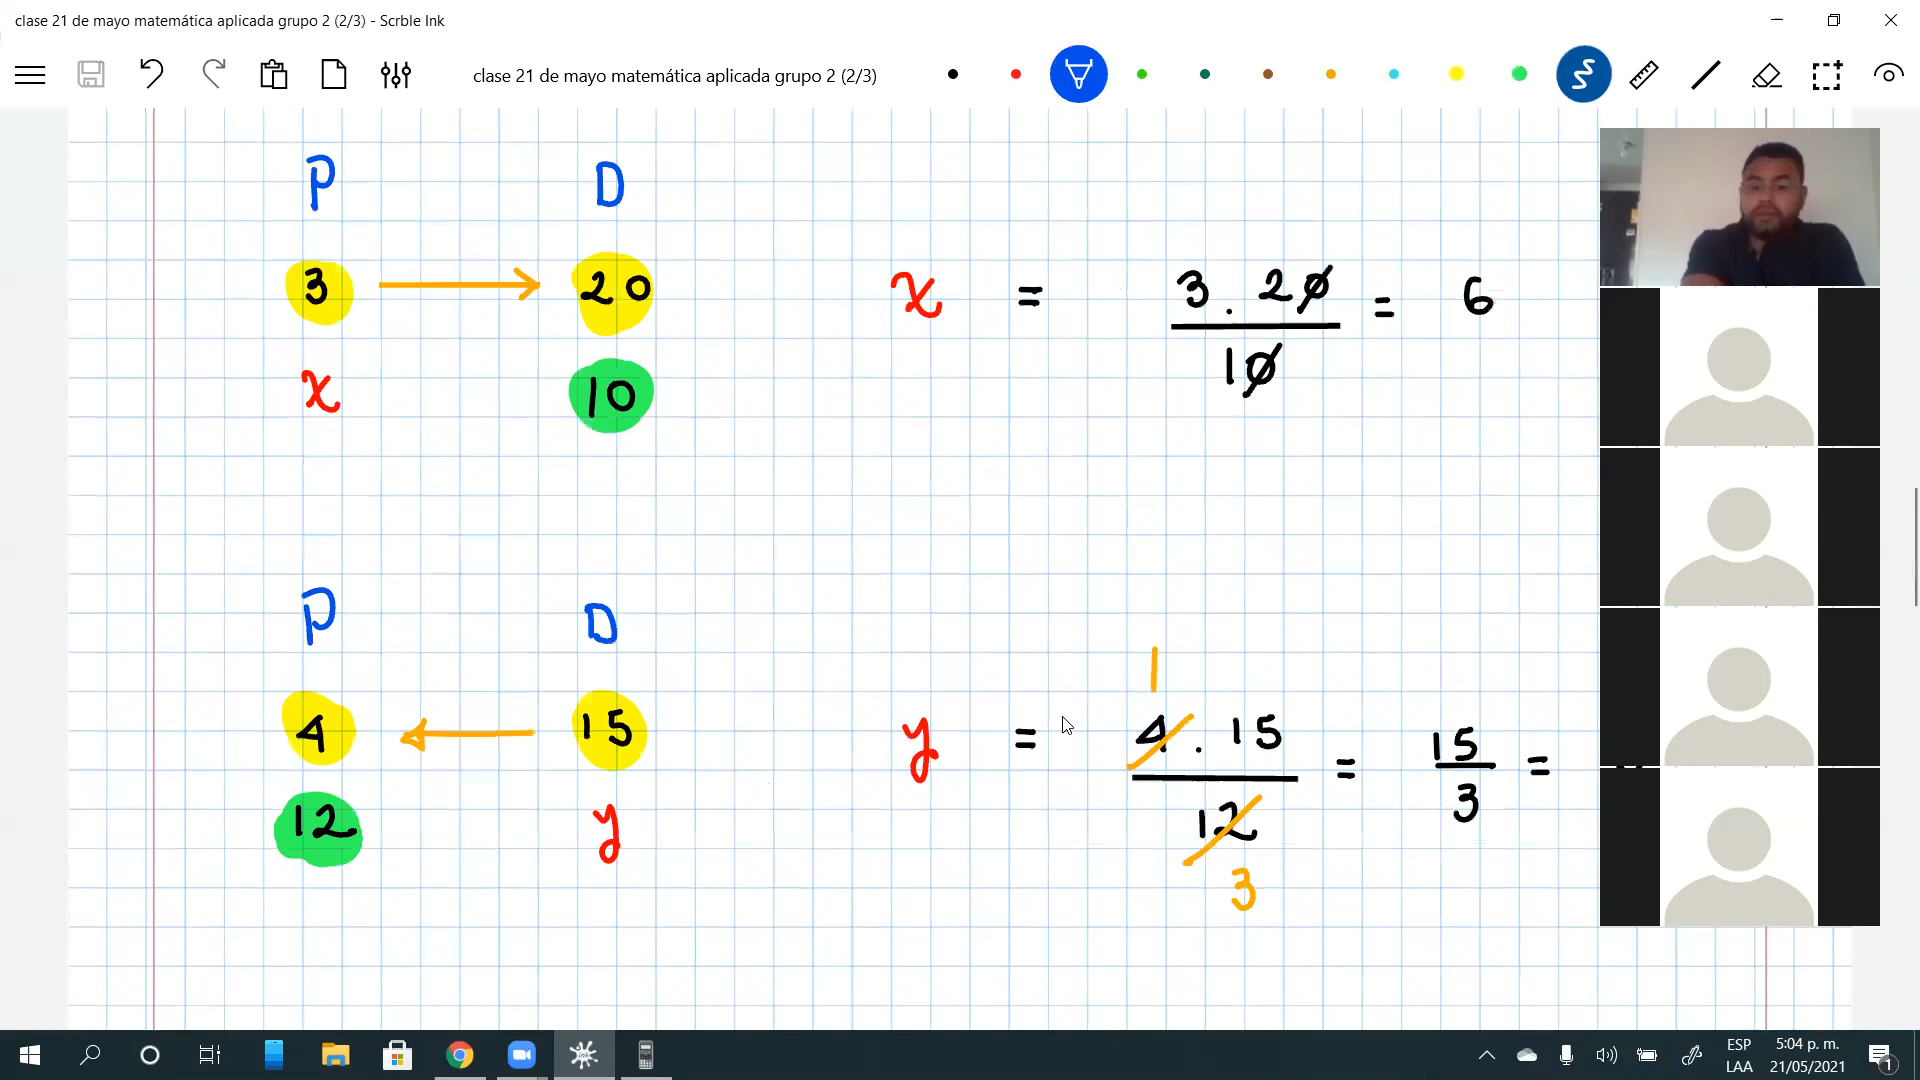 clase 21 de mayo matemática aplicada grupo 2 (2/3) - Scrble Ink
clase 21 de mayo matemática aplicada grupo 2 (2/3)
P D
3 → 20
x 10
x = 3 . 20 / 10 = 6
P D
4 ← 15
12 y
1
y = 4 . 15 / 12 = 15 / 3 =
3
ESP
LAA
5:04 p. m.
21/05/2021
1